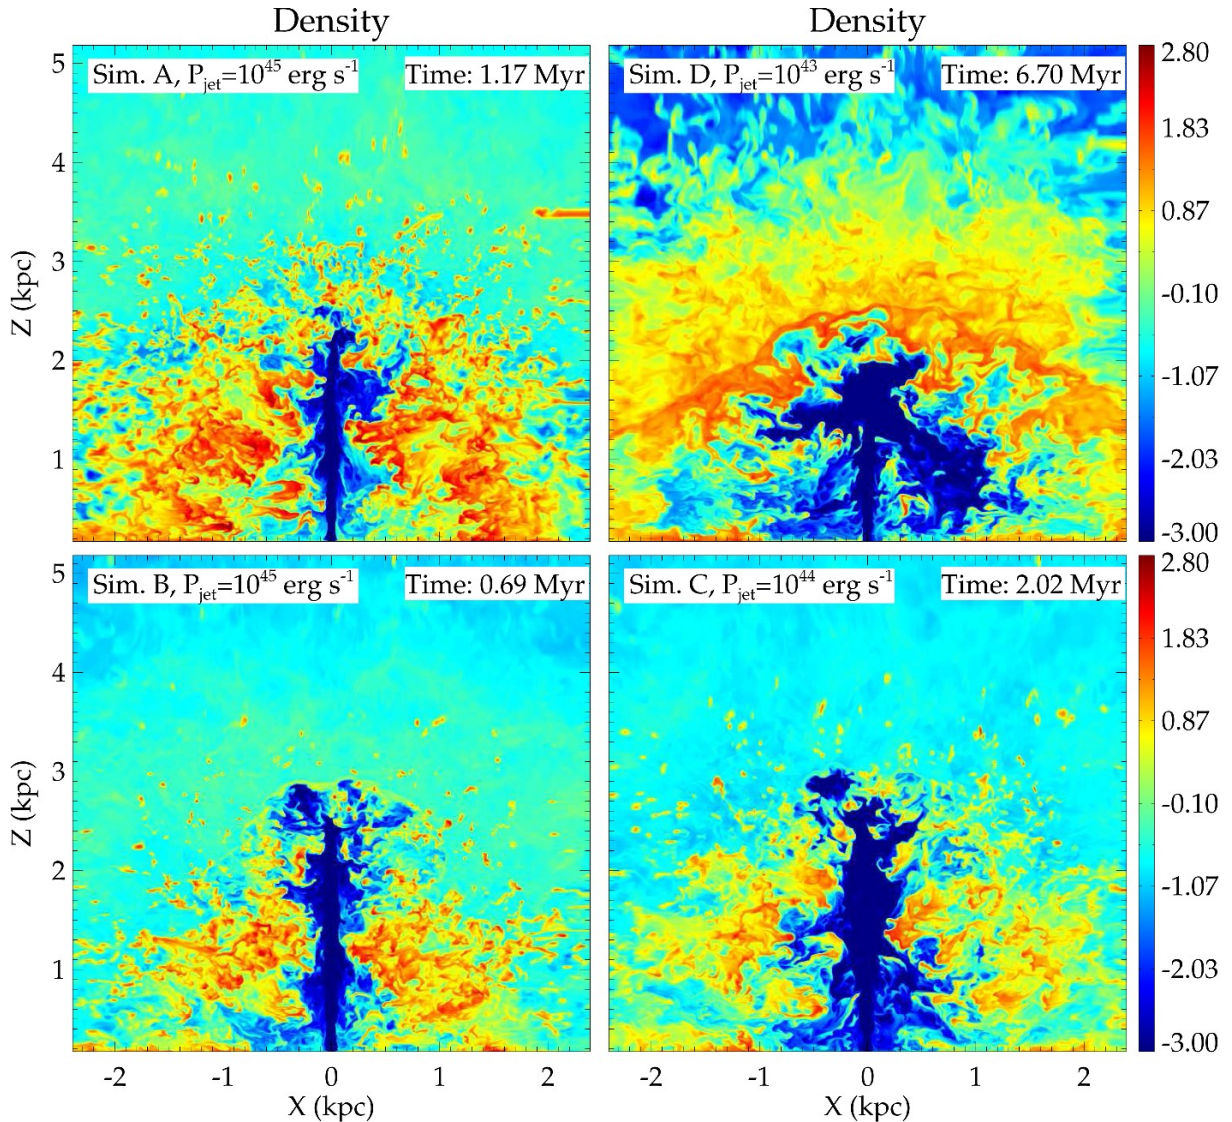 Density
Density
Sim. A, P_jet=10^45 erg s^-1
Time: 1.17 Myr
Sim. D, P_jet=10^43 erg s^-1
Time: 6.70 Myr
5
4
3
2
1
Z (kpc)
2.80
1.83
0.87
-0.10
-1.07
-2.03
-3.00
Sim. B, P_jet=10^45 erg s^-1
Time: 0.69 Myr
Sim. C, P_jet=10^44 erg s^-1
Time: 2.02 Myr
5
4
3
2
1
Z (kpc)
2.80
1.83
0.87
-0.10
-1.07
-2.03
-3.00
-2 -1 0 1 2
X (kpc)
-2 -1 0 1 2
X (kpc)